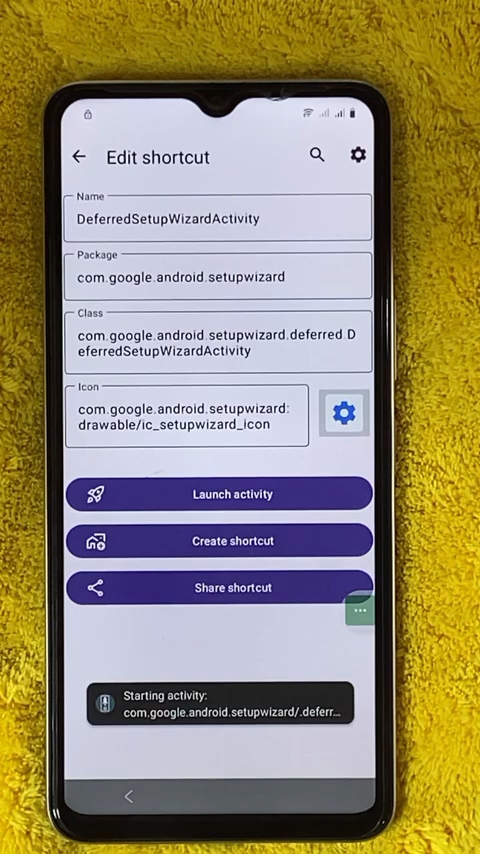 Edit shortcut
Name
DeferredSetupWizardActivity
Package
com.google.android.setupwizard
Class
com.google.android.setupwizard.deferred.D
eferredSetupWizardActivity
Icon
com.google.android.setupwizard:
drawable/ic_setupwizard_icon
Launch activity
Create shortcut
Share shortcut
Starting activity:
com.google.android.setupwizard/.deferr…